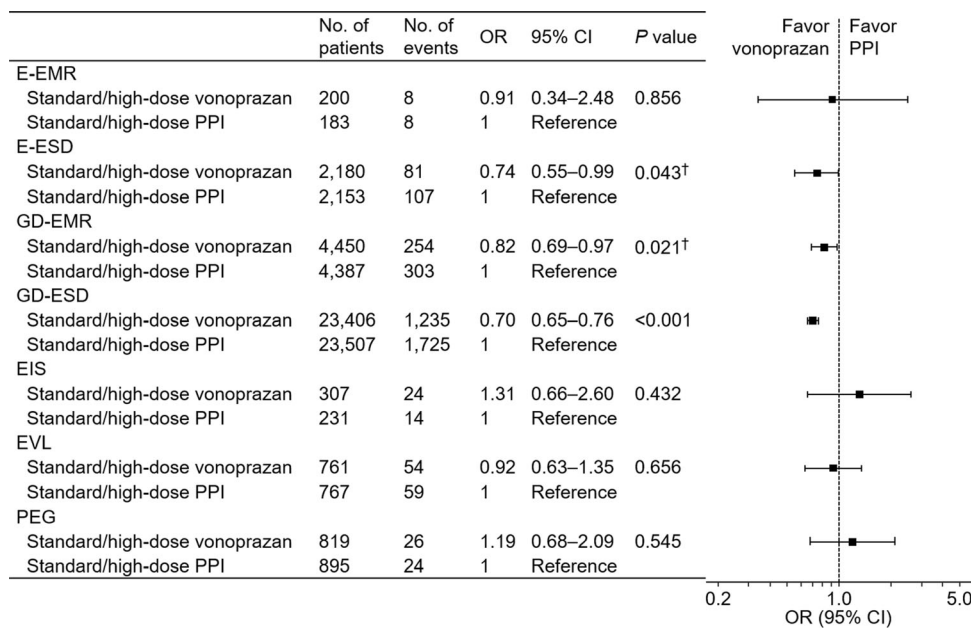 No. of patients No. of events OR 95% CI P value Favor vonoprazan Favor PPI
E-EMR
Standard/high-dose vonoprazan 200 8 0.91 0.34–2.48 0.856
Standard/high-dose PPI 183 8 1 Reference
E-ESD
Standard/high-dose vonoprazan 2,180 81 0.74 0.55–0.99 0.043†
Standard/high-dose PPI 2,153 107 1 Reference
GD-EMR
Standard/high-dose vonoprazan 4,450 254 0.82 0.69–0.97 0.021†
Standard/high-dose PPI 4,387 303 1 Reference
GD-ESD
Standard/high-dose vonoprazan 23,406 1,235 0.70 0.65–0.76 <0.001
Standard/high-dose PPI 23,507 1,725 1 Reference
EIS
Standard/high-dose vonoprazan 307 24 1.31 0.66–2.60 0.432
Standard/high-dose PPI 231 14 1 Reference
EVL
Standard/high-dose vonoprazan 761 54 0.92 0.63–1.35 0.656
Standard/high-dose PPI 767 59 1 Reference
PEG
Standard/high-dose vonoprazan 819 26 1.19 0.68–2.09 0.545
Standard/high-dose PPI 895 24 1 Reference
0.2 1.0 5.0
OR (95% CI)